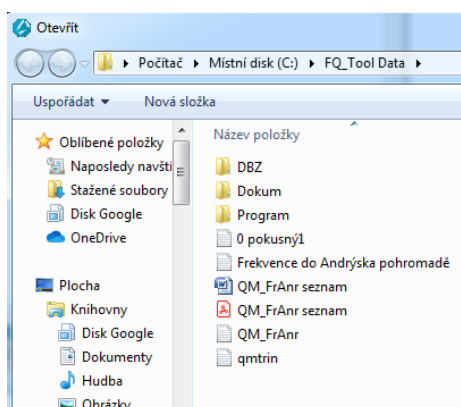 Otevřít
Počítač ▸ Místní disk (C:) ▸ FQ_Tool Data ▸
Uspořádat Nová složka
Oblíbené položky
Naposledy navšti
Stažené soubory
Disk Google
OneDrive
Plocha
Knihovny
Disk Google
Dokumenty
Hudba
Obrázky
Název položky
DBZ
Dokum
Program
0 pokusný1
Frekvence do Andrýska pohromadě
QM_FrAnr seznam
QM_FrAnr seznam
QM_FrAnr
qmtrin